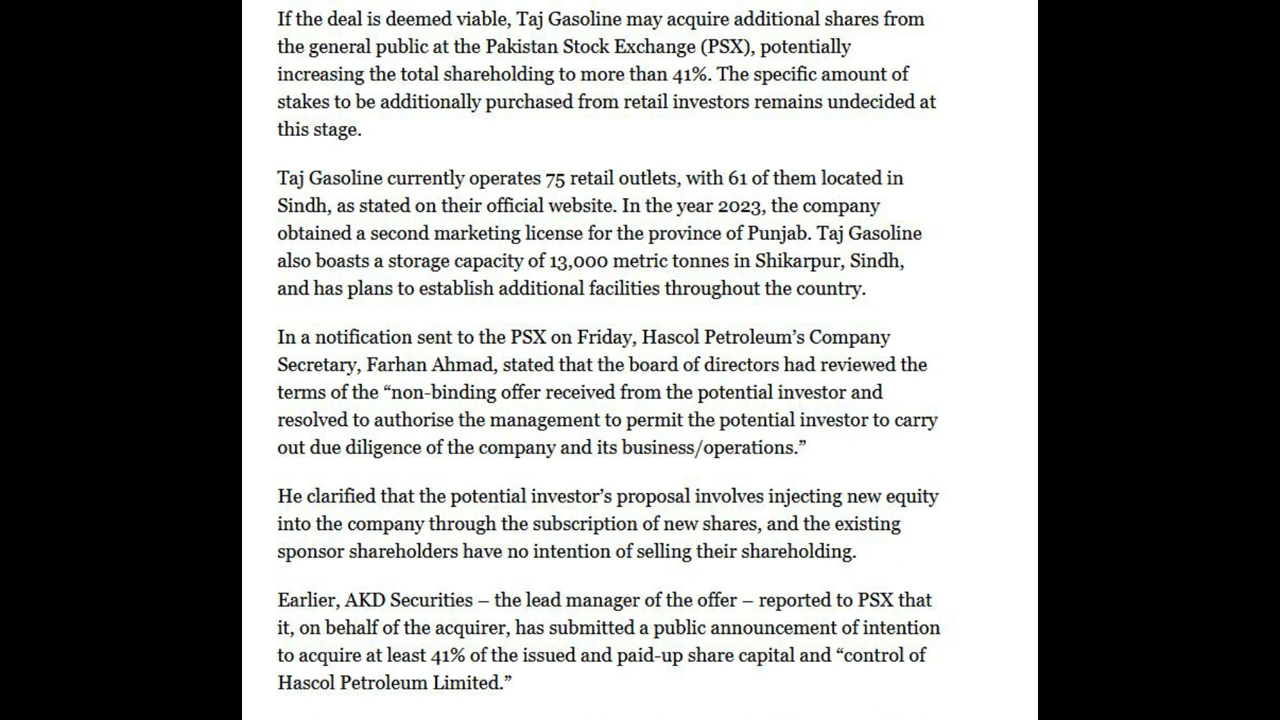 If the deal is deemed viable, Taj Gasoline may acquire additional shares from
the general public at the Pakistan Stock Exchange (PSX), potentially
increasing the total shareholding to more than 41%. The specific amount of
stakes to be additionally purchased from retail investors remains undecided at
this stage.
Taj Gasoline currently operates 75 retail outlets, with 61 of them located in
Sindh, as stated on their official website. In the year 2023, the company
obtained a second marketing license for the province of Punjab. Taj Gasoline
also boasts a storage capacity of 13,000 metric tonnes in Shikarpur, Sindh,
and has plans to establish additional facilities throughout the country.
In a notification sent to the PSX on Friday, Hascol Petroleum’s Company
Secretary, Farhan Ahmad, stated that the board of directors had reviewed the
terms of the “non-binding offer received from the potential investor and
resolved to authorise the management to permit the potential investor to carry
out due diligence of the company and its business/operations.”
He clarified that the potential investor’s proposal involves injecting new equity
into the company through the subscription of new shares, and the existing
sponsor shareholders have no intention of selling their shareholding.
Earlier, AKD Securities – the lead manager of the offer – reported to PSX that
it, on behalf of the acquirer, has submitted a public announcement of intention
to acquire at least 41% of the issued and paid-up share capital and “control of
Hascol Petroleum Limited.”